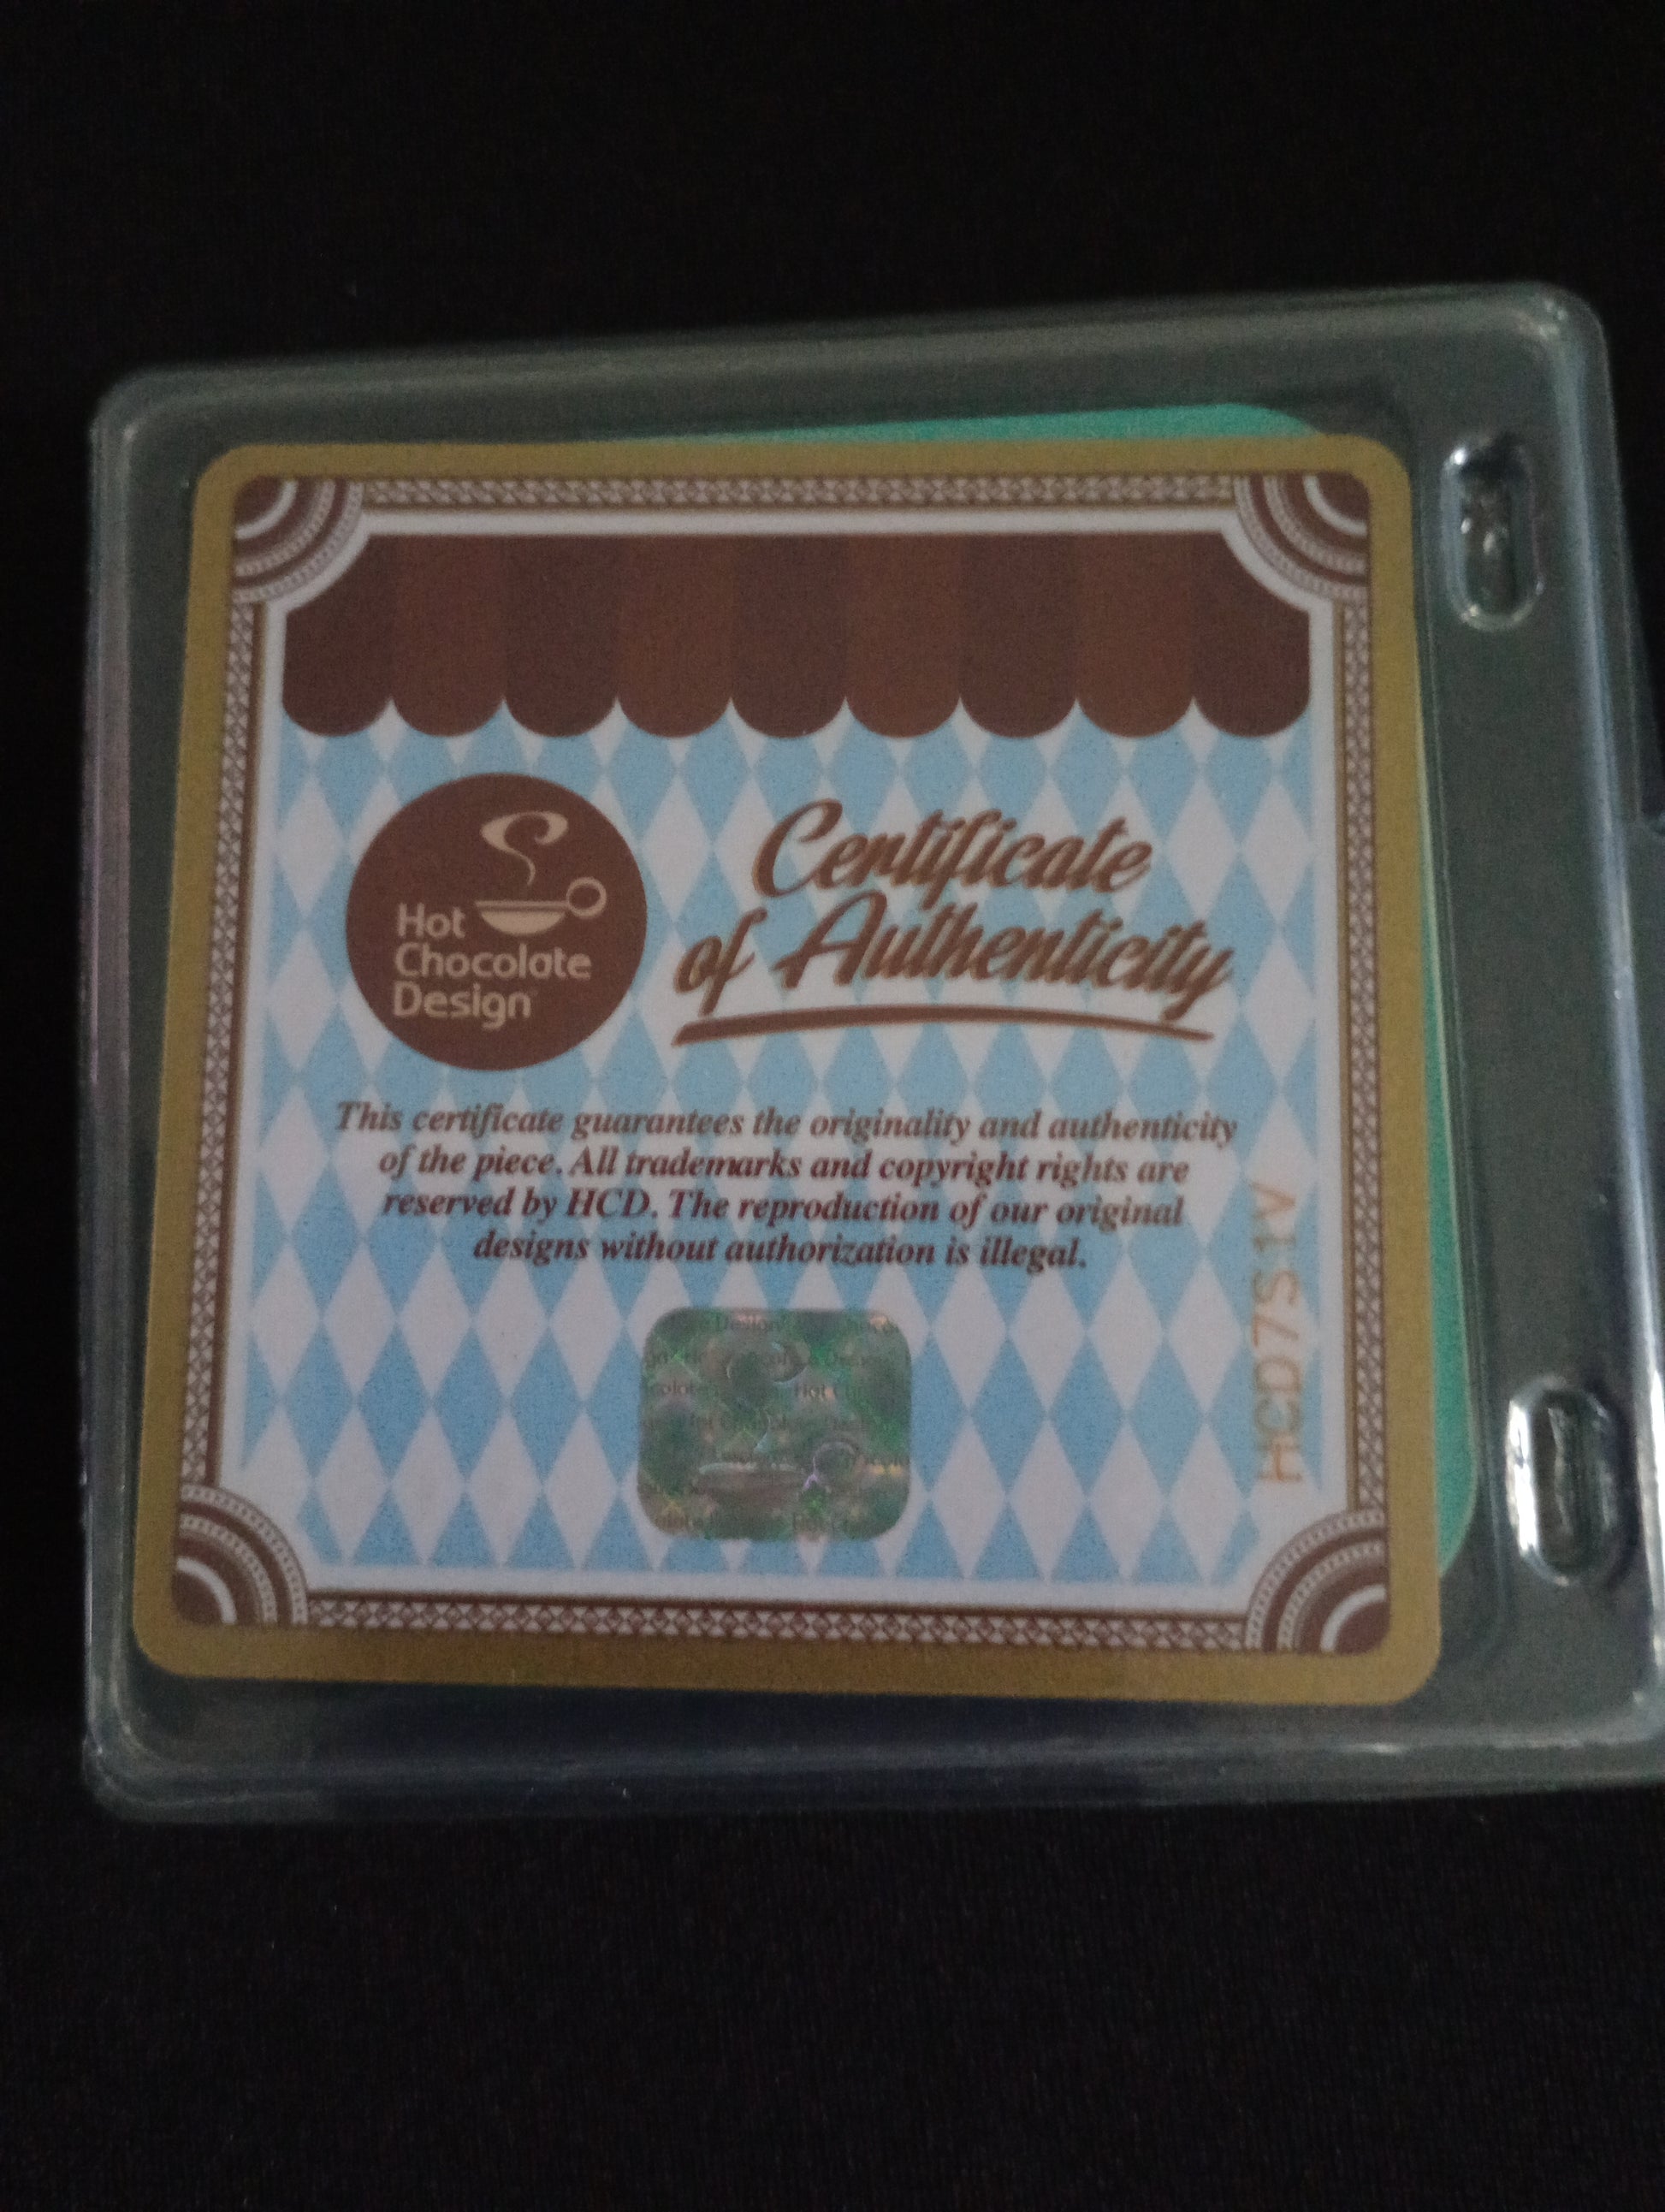 Hot
Chocolate
Design
Certificate
of Authenticity
This certificate guarantees the originality and authenticity
of the piece. All trademarks and copyright rights are
reserved by HCD. The reproduction of our original
designs without authorization is illegal.
HCD7S1V